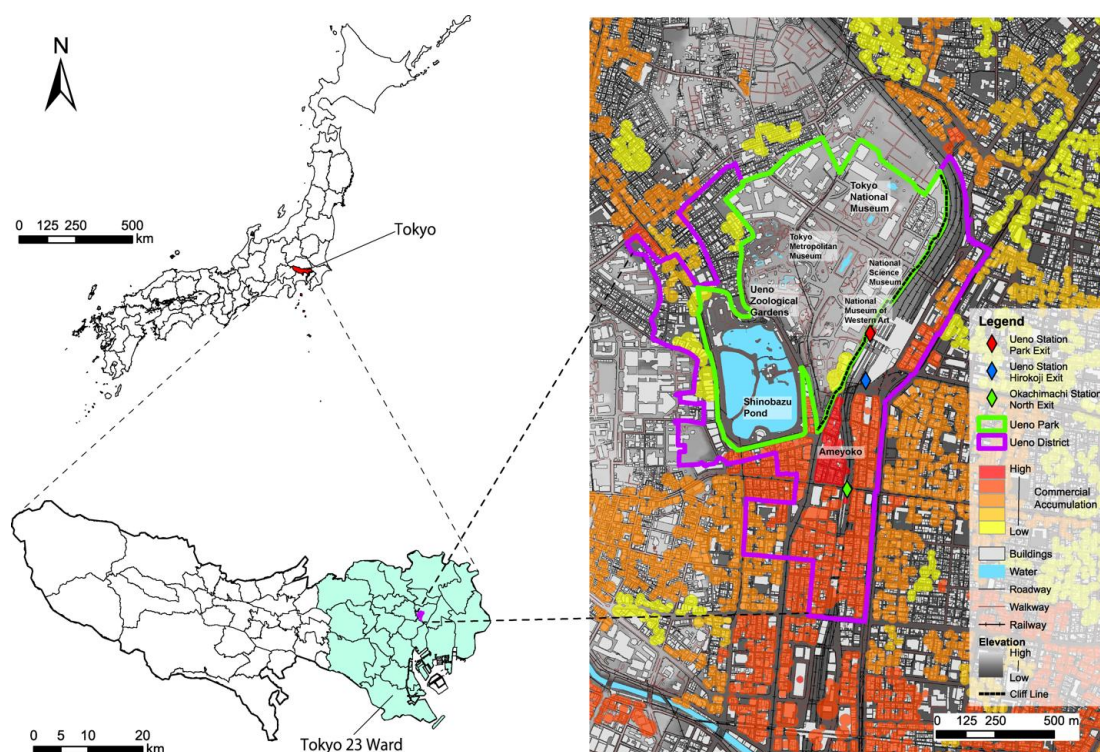 N
0 125 250 500
km
Tokyo
Tokyo 23 Ward
0 5 10 20
km
Tokyo
National
Museum
Tokyo
Metropolitan
Museum
National
Science
Museum
Ueno
Zoological
Gardens
National
Museum of
Western Art
Shinobazu
Pond
Ameyoko
Legend
Ueno Station
Park Exit
Ueno Station
Hirokoji Exit
Okachimachi Station
North Exit
Ueno Park
Ueno District
High
Commercial
Accumulation
Low
Buildings
Water
Roadway
Walkway
Railway
Elevation
High
Low
Cliff Line
0 125 250 500 m